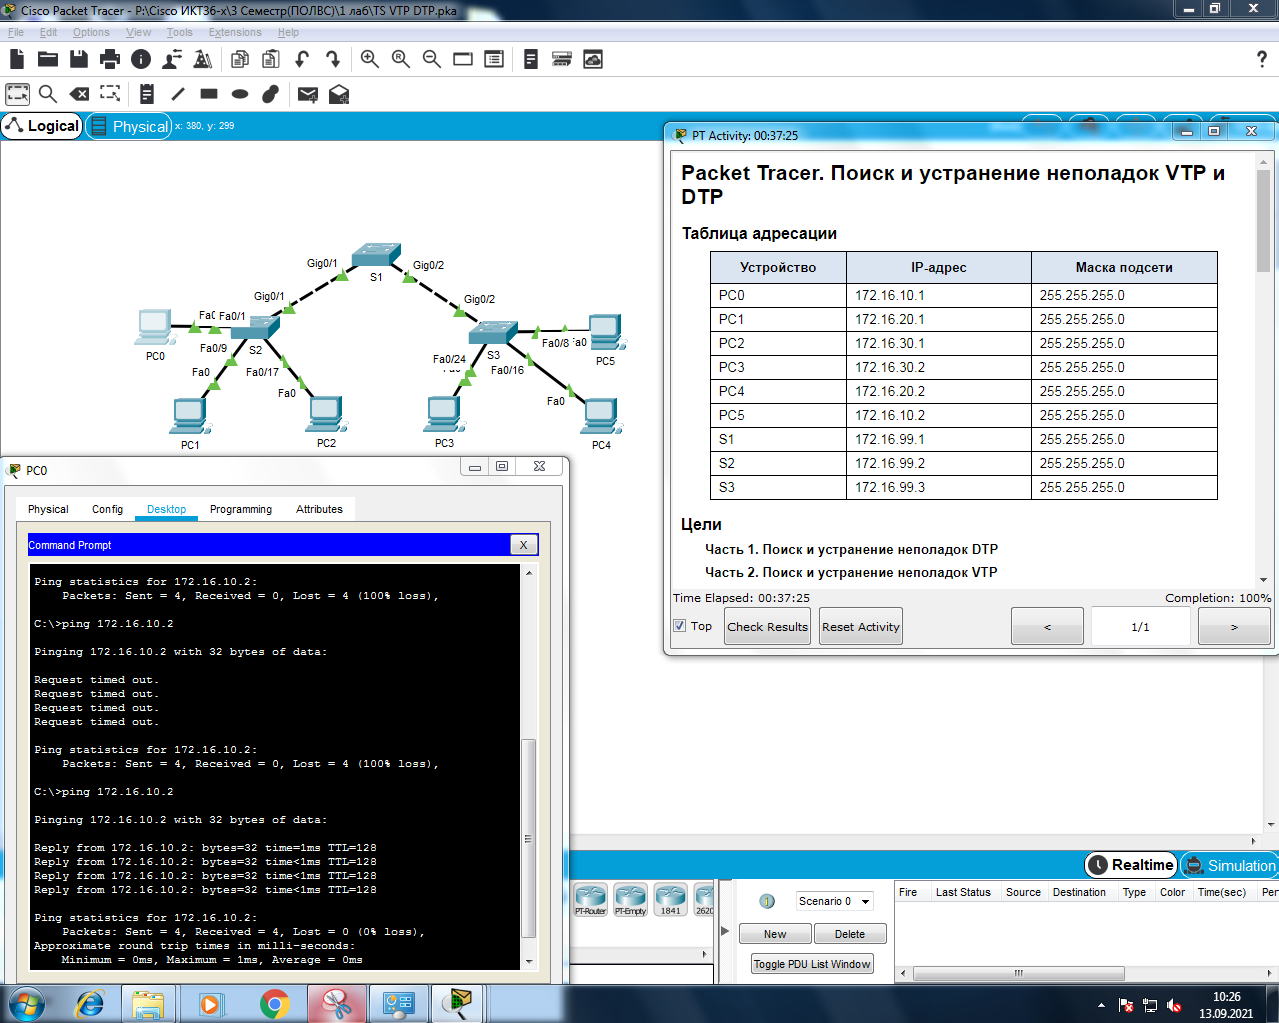 Cisco Packet Tracer - P:\Cisco ИКТ3б-х\3 Семестр(ПОЛВС)\1 лаб\TS VTP DTP.pka
File Edit Options View Tools Extensions Help
Logical
Physical
x: 380, y: 299
PT Activity: 00:37:25
Packet Tracer. Поиск и устранение неполадок VTP и
DTP
Таблица адресации
Устройство IP-адрес Маска подсети
PC0 172.16.10.1 255.255.255.0
PC1 172.16.20.1 255.255.255.0
PC2 172.16.30.1 255.255.255.0
PC3 172.16.30.2 255.255.255.0
PC4 172.16.20.2 255.255.255.0
PC5 172.16.10.2 255.255.255.0
S1 172.16.99.1 255.255.255.0
S2 172.16.99.2 255.255.255.0
S3 172.16.99.3 255.255.255.0
Цели
Часть 1. Поиск и устранение неполадок DTP
Часть 2. Поиск и устранение неполадок VTP
Time Elapsed: 00:37:25 Completion: 100%
Top
Check Results
Reset Activity
<
1/1
>
Gig0/1
Gig0/2
S1
Gig0/1
Gig0/2
Fa0/1
PC0
Fa0/9
S2
Fa0
Fa0/17
Fa0
PC1
PC2
Fa0/24
S3
Fa0/16
Fa0/8
PC5
Fa0
PC3
PC4
PC0
Physical Config Desktop Programming Attributes
Command Prompt
X
Ping statistics for 172.16.10.2:
Packets: Sent = 4, Received = 0, Lost = 4 (100% loss),
C:\>ping 172.16.10.2
Pinging 172.16.10.2 with 32 bytes of data:
Request timed out.
Request timed out.
Request timed out.
Request timed out.
Ping statistics for 172.16.10.2:
Packets: Sent = 4, Received = 0, Lost = 4 (100% loss),
C:\>ping 172.16.10.2
Pinging 172.16.10.2 with 32 bytes of data:
Reply from 172.16.10.2: bytes=32 time=1ms TTL=128
Reply from 172.16.10.2: bytes=32 time<1ms TTL=128
Reply from 172.16.10.2: bytes=32 time<1ms TTL=128
Reply from 172.16.10.2: bytes=32 time<1ms TTL=128
Ping statistics for 172.16.10.2:
Packets: Sent = 4, Received = 4, Lost = 0 (0% loss),
Approximate round trip times in milli-seconds:
Minimum = 0ms, Maximum = 1ms, Average = 0ms
Realtime
Simulation
PT-Router PT-Empty 1841 2620
Scenario 0
New
Delete
Toggle PDU List Window
Fire Last Status Source Destination Type Color Time(sec) Per
10:26
13.09.2021